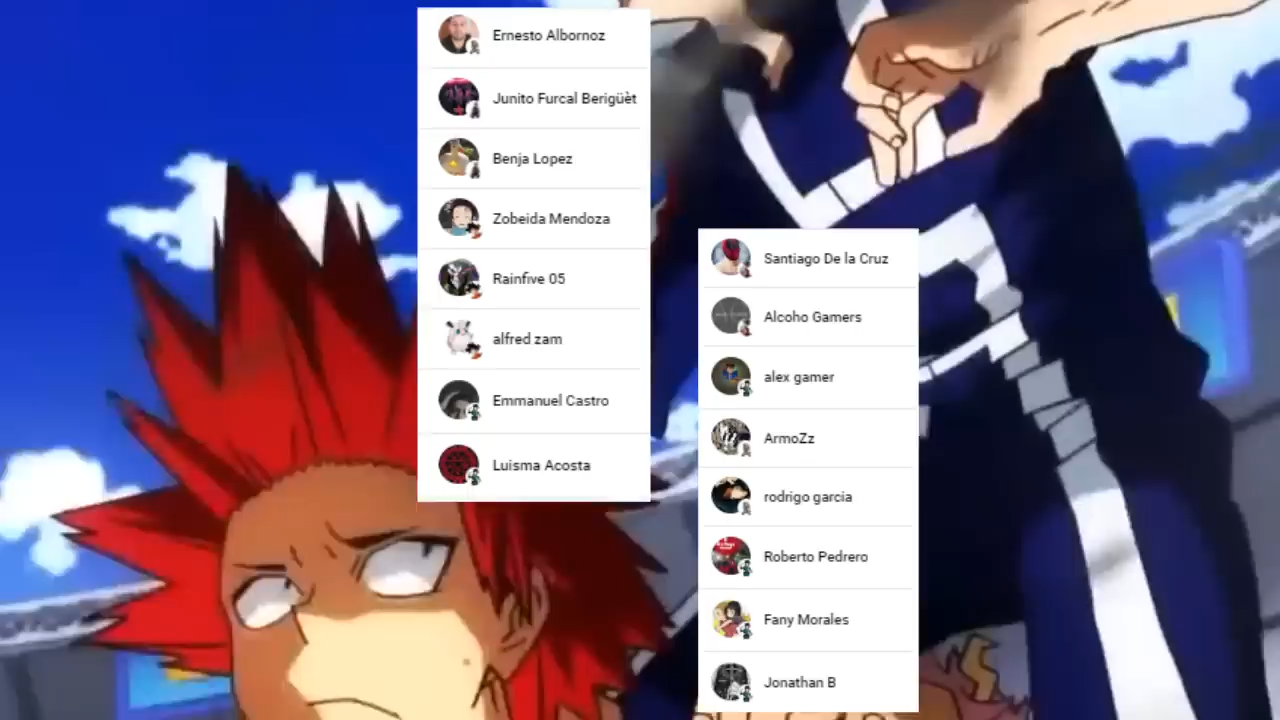 Ernesto Albornoz
Junito Furcal Berigüèt
Benja Lopez
Zobeida Mendoza
Rainfive 05
alfred zam
Emmanuel Castro
Luisma Acosta
Santiago De la Cruz
Alcoho Gamers
alex gamer
ArmoZz
rodrigo garcia
Roberto Pedrero
Fany Morales
Jonathan B